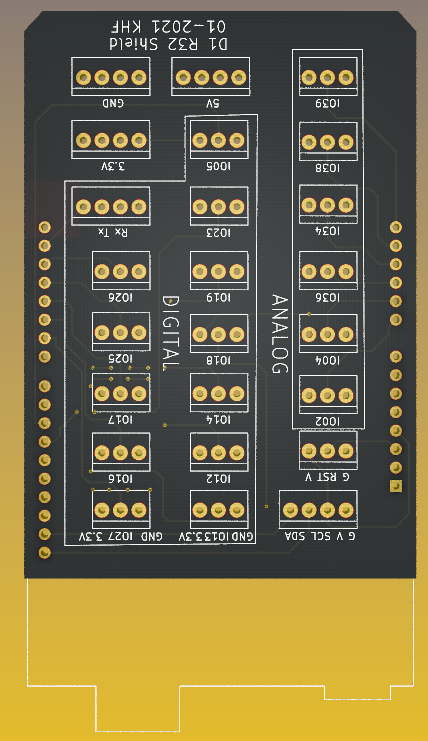 D1 R32 Shield
01-2021 KHF
GND
5V
IO39
3.3V
IO05
IO38
Rx Tx
IO23
IO34
IO26
IO19
IO36
DIGITAL
ANALOG
IO25
IO18
IO04
IO17
IO14
IO02
IO16
IO12
G RST V
GND IO27 3.3V
GND IO13 3.3V
G V SCL SDA